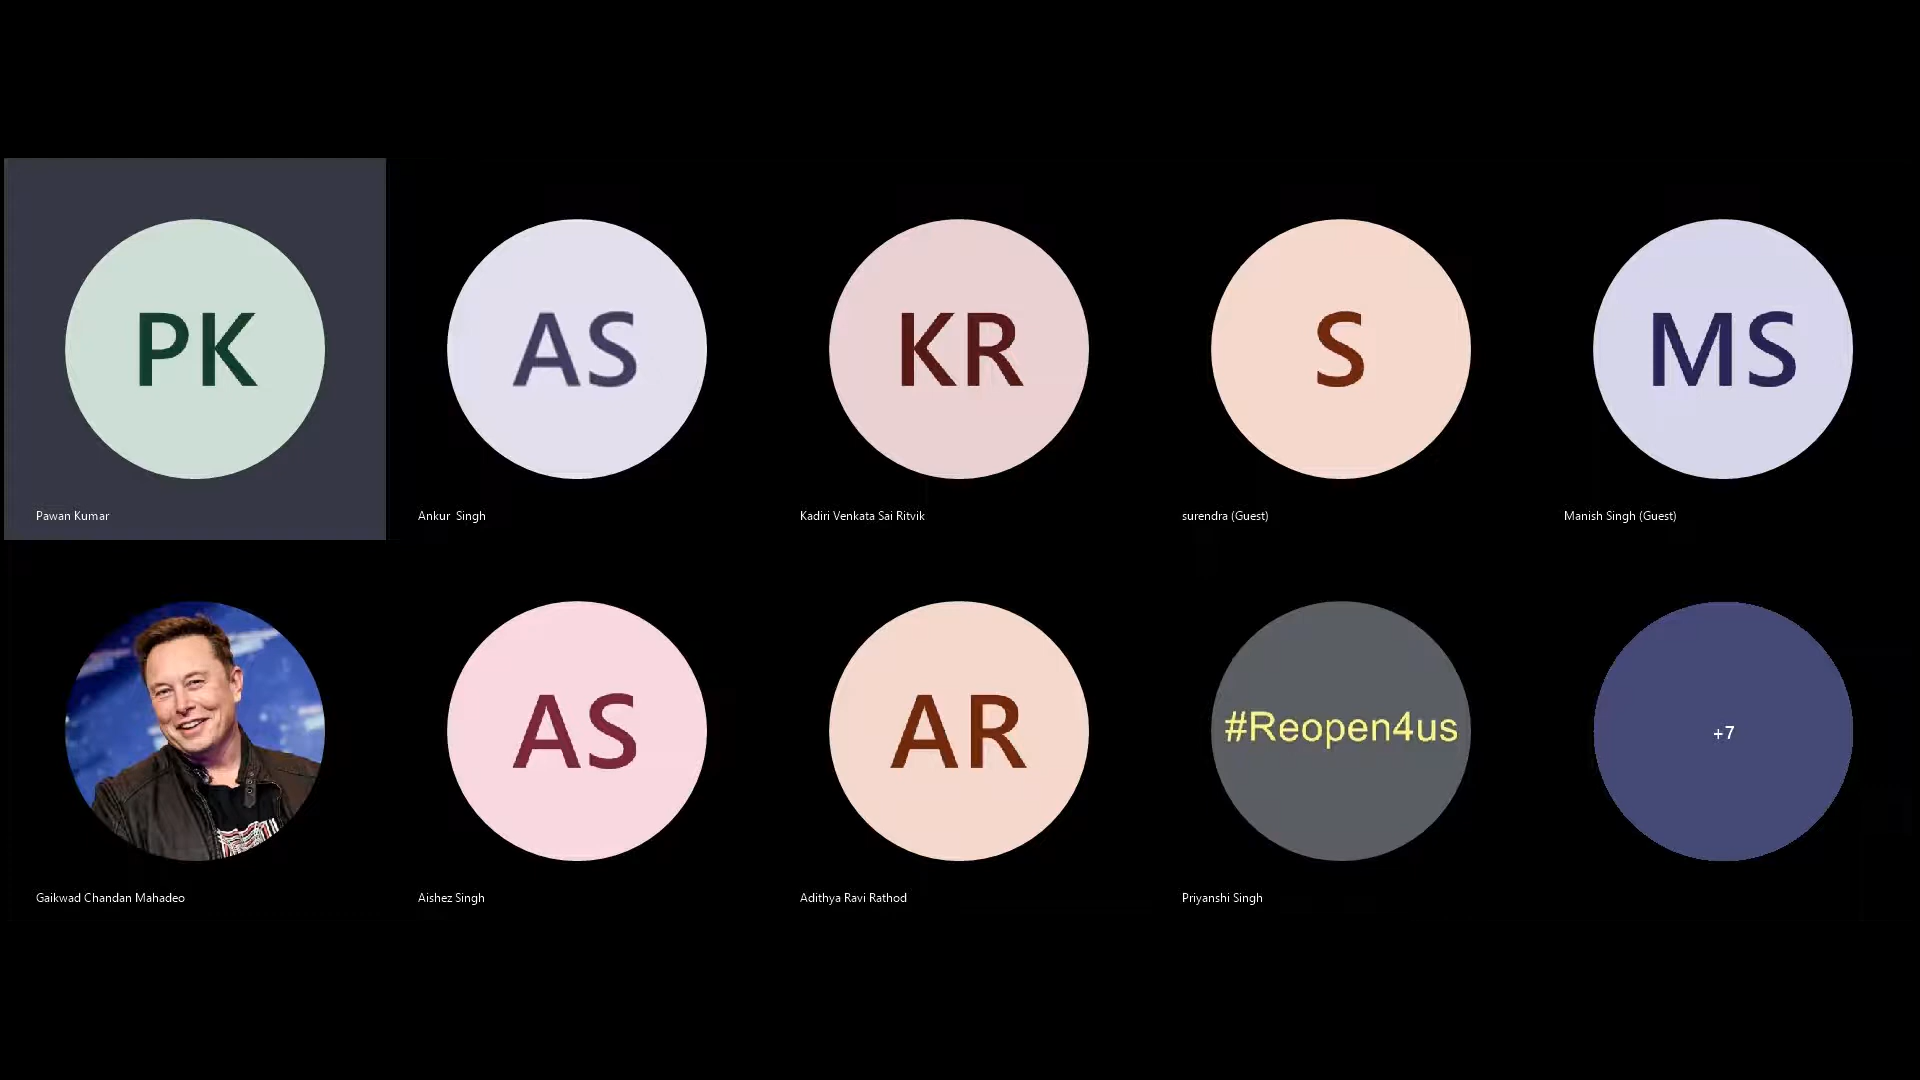 PK
AS
KR
S
MS
Pawan Kumar
Ankur Singh
Kadiri Venkata Sai Ritvik
surendra (Guest)
Manish Singh (Guest)
AS
AR
#Reopen4us
+7
Gaikwad Chandan Mahadeo
Aishez Singh
Adithya Ravi Rathod
Priyanshi Singh